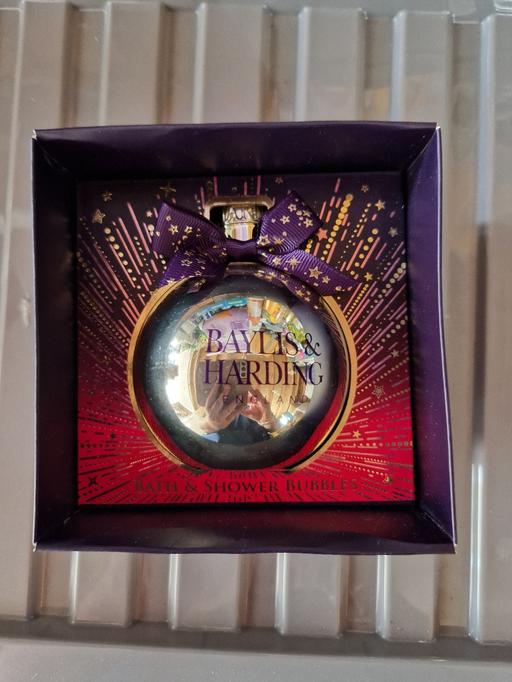 BAYLIS &
HARDING
ENGLAND
BATH & SHOWER BUBBLES